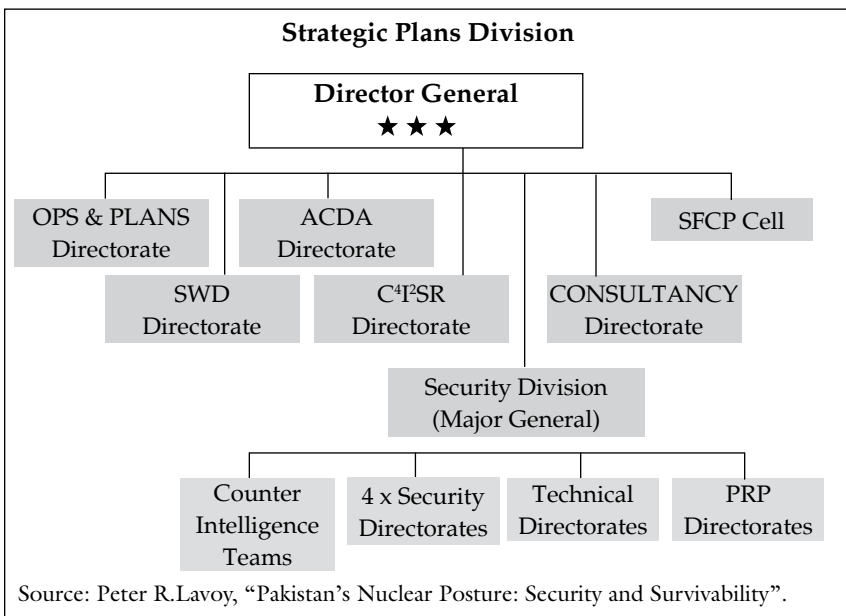 Strategic Plans Division
Director General
★ ★ ★
OPS & PLANS
Directorate
ACDA
Directorate
SFCP Cell
SWD
Directorate
C⁴I²SR
Directorate
CONSULTANCY
Directorate
Security Division
(Major General)
Counter
Intelligence
Teams
4 x Security
Directorates
Technical
Directorates
PRP
Directorates
Source: Peter R.Lavoy, “Pakistan’s Nuclear Posture: Security and Survivability”.